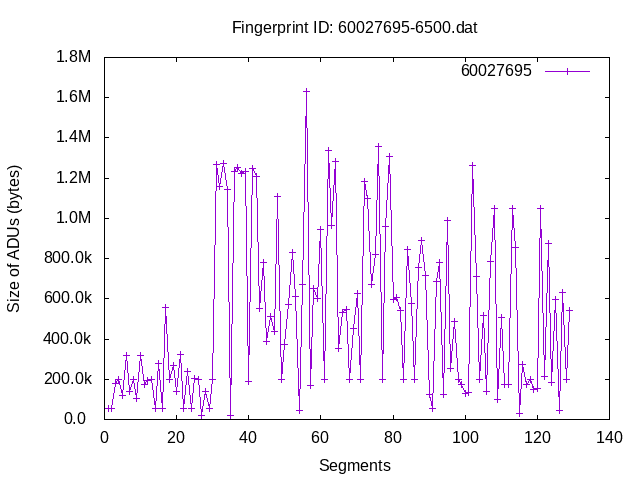 Fingerprint ID: 60027695-6500.dat
1.8M
60027695
1.6M
1.4M
1.2M
1.0M
800.0k
600.0k
400.0k
200.0k
0.0
0 20 40 60 80 100 120 140
Size of ADUs (bytes)
Segments